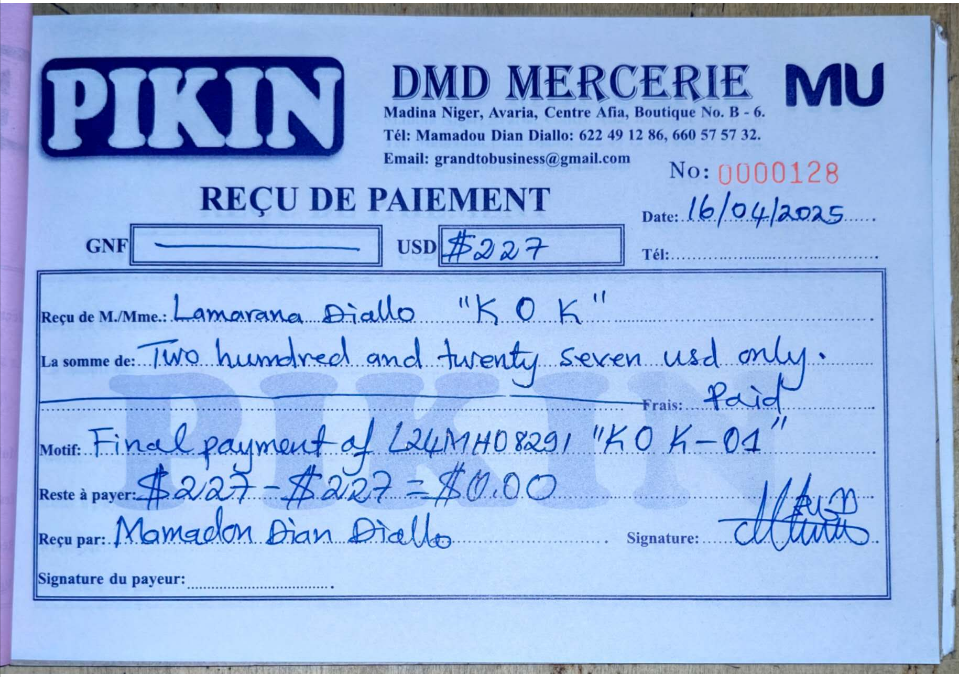 PIKIN
DMD MERCERIE
MU
Madina Niger, Avaria, Centre Afia, Boutique No. B - 6.
Tél: Mamadou Dian Diallo: 622 49 12 86, 660 57 57 32.
Email: grandtobusiness@gmail.com
No: 0000128
REÇU DE PAIEMENT
Date: 16/04/2025
GNF USD $227
Tél:
Reçu de M./Mme.: Lamarana Diallo "K O K"
La somme de: Two humdred and twenty seven usd only.
Frais: Paid
Motif: Final payment of L24MH08291 "K O K-01"
Reste à payer: $227 - $227 = $0.00
Reçu par: Mamadou Dian Diallo Signature:
Signature du payeur:
PIKIN